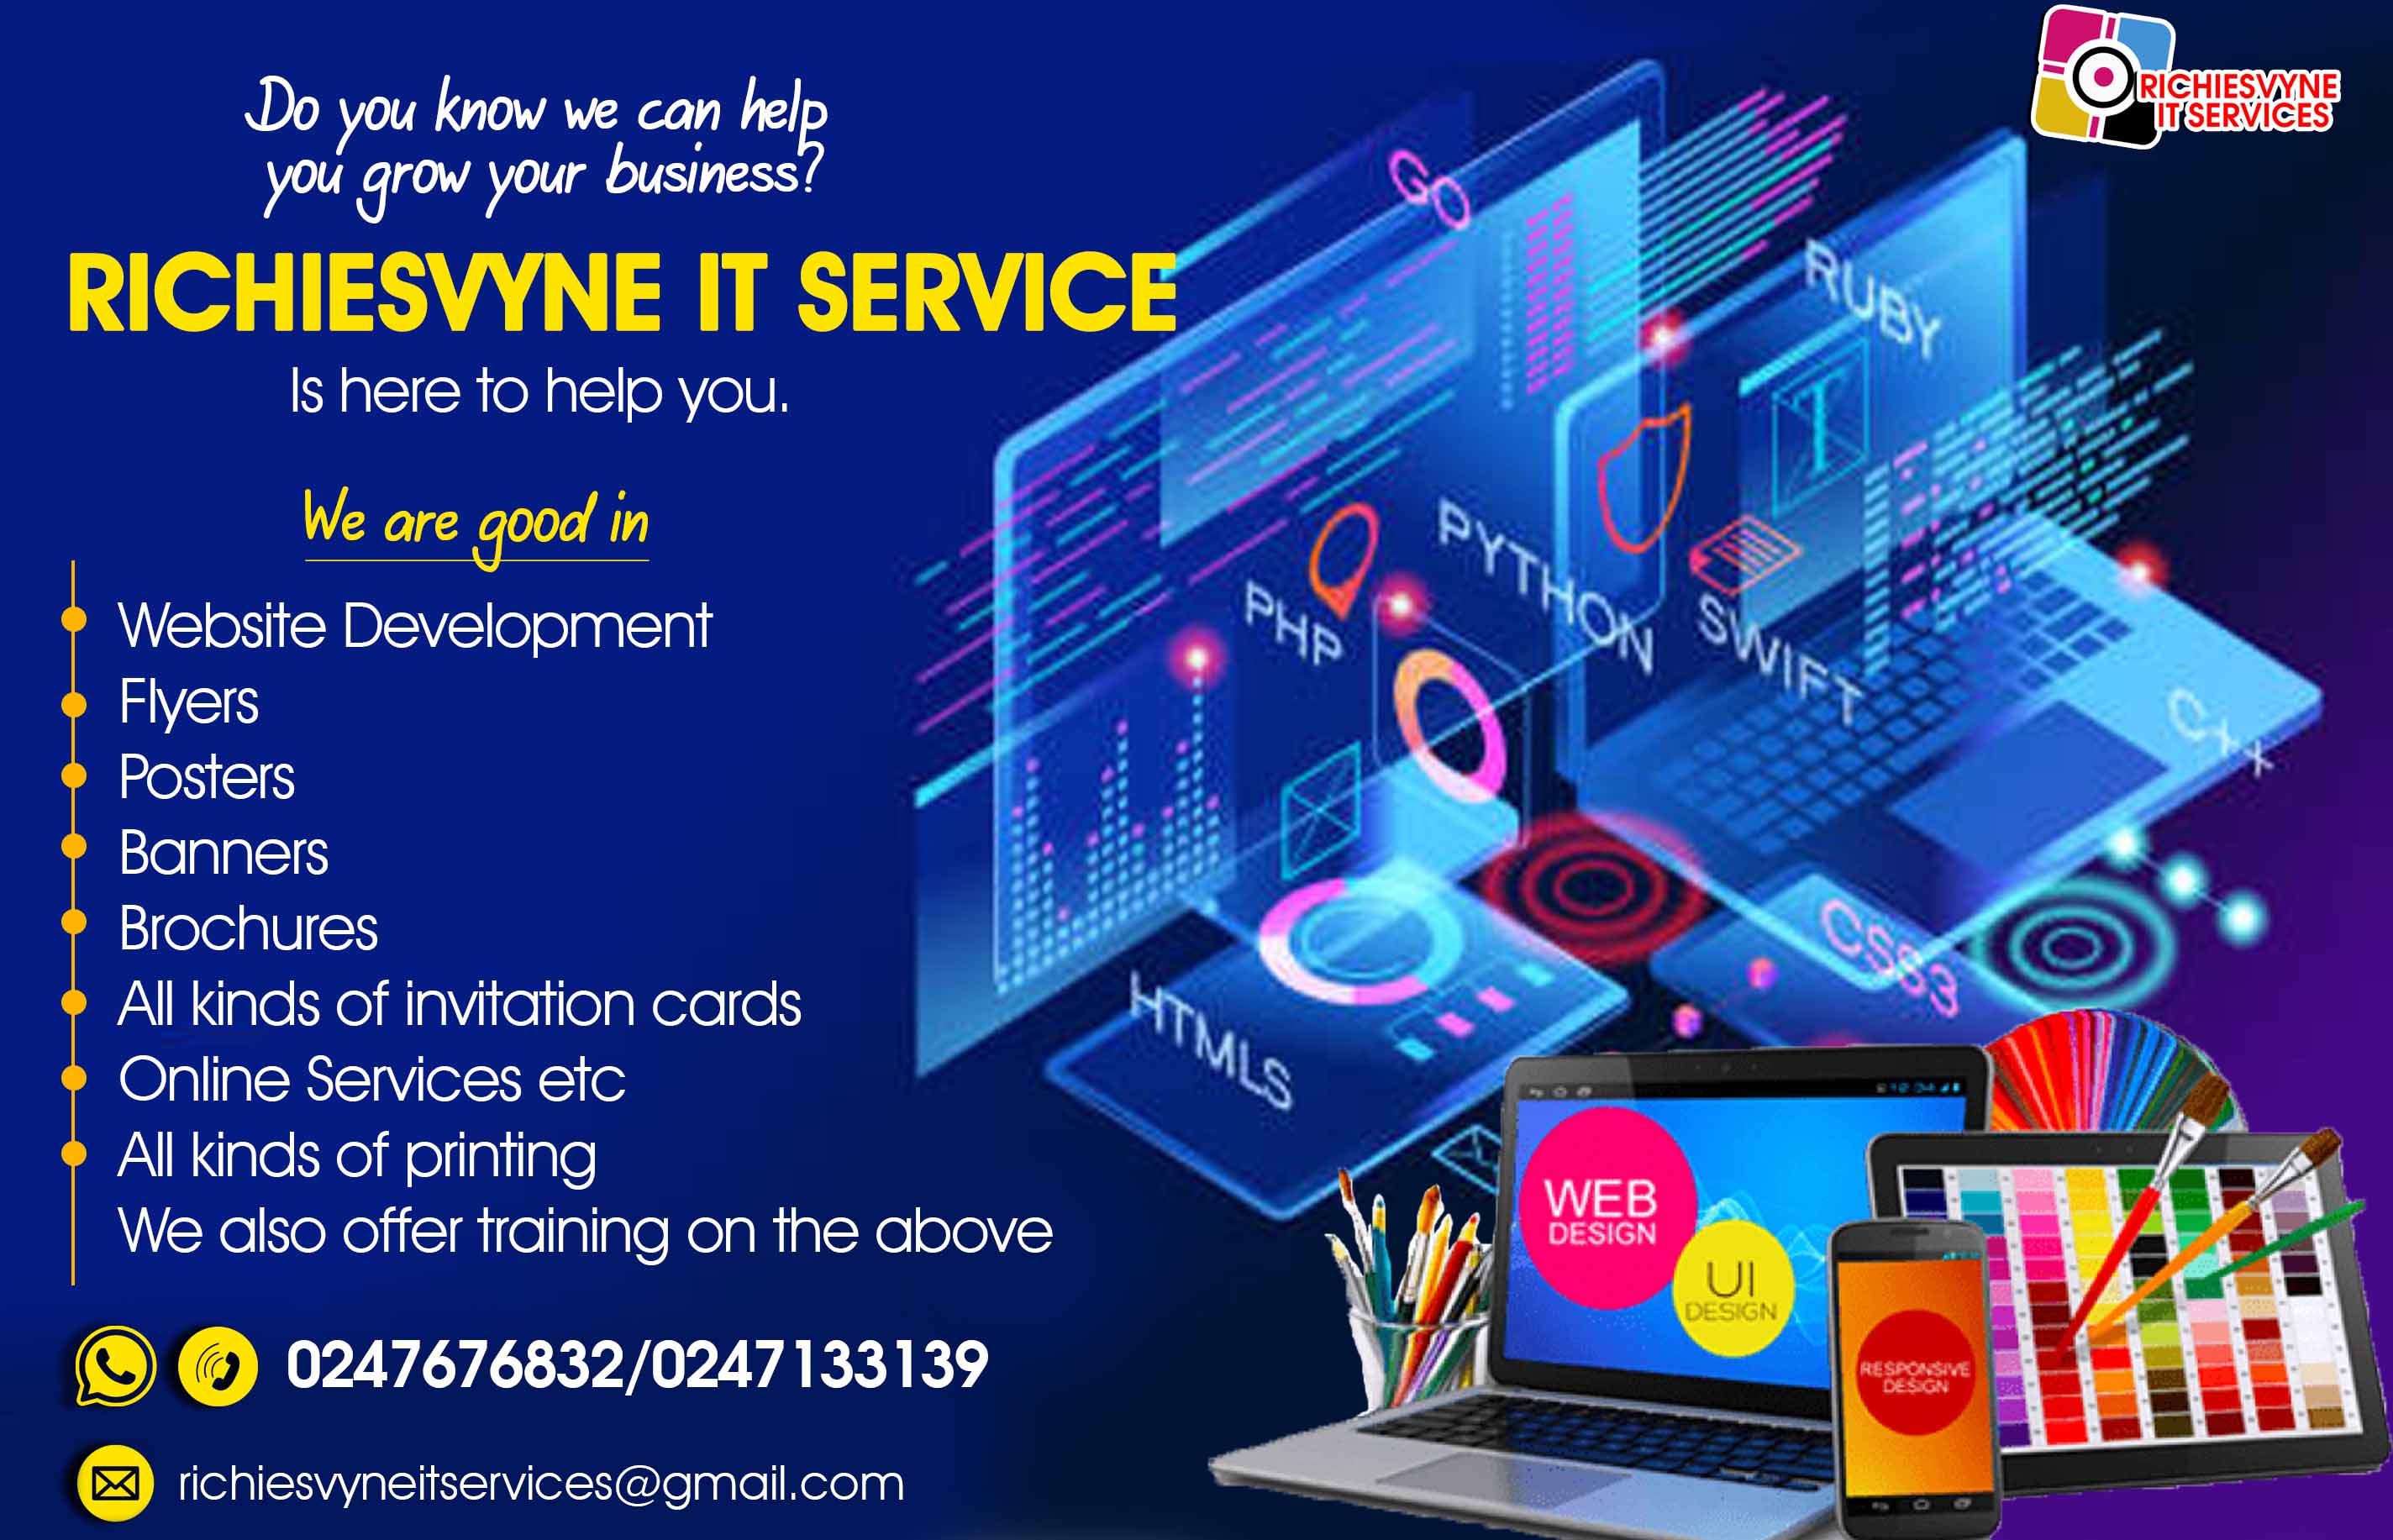 RICHIESVYNE
IT SERVICES
Do you know we can help
you grow your business?
RICHIESVYNE IT SERVICE
Is here to help you.
We are good in
Website Development
Flyers
Posters
Banners
Brochures
All kinds of invitation cards
Online Services etc
All kinds of printing
We also offer training on the above
0247676832/0247133139
richiesvyneitservices@gmail.com
GO
RUBY
T
PYTHON
PHP
SWIFT
C++
CSS3
HTMLS
12:34
WEB
DESIGN
UI
DESIGN
RESPONSIVE
DESIGN